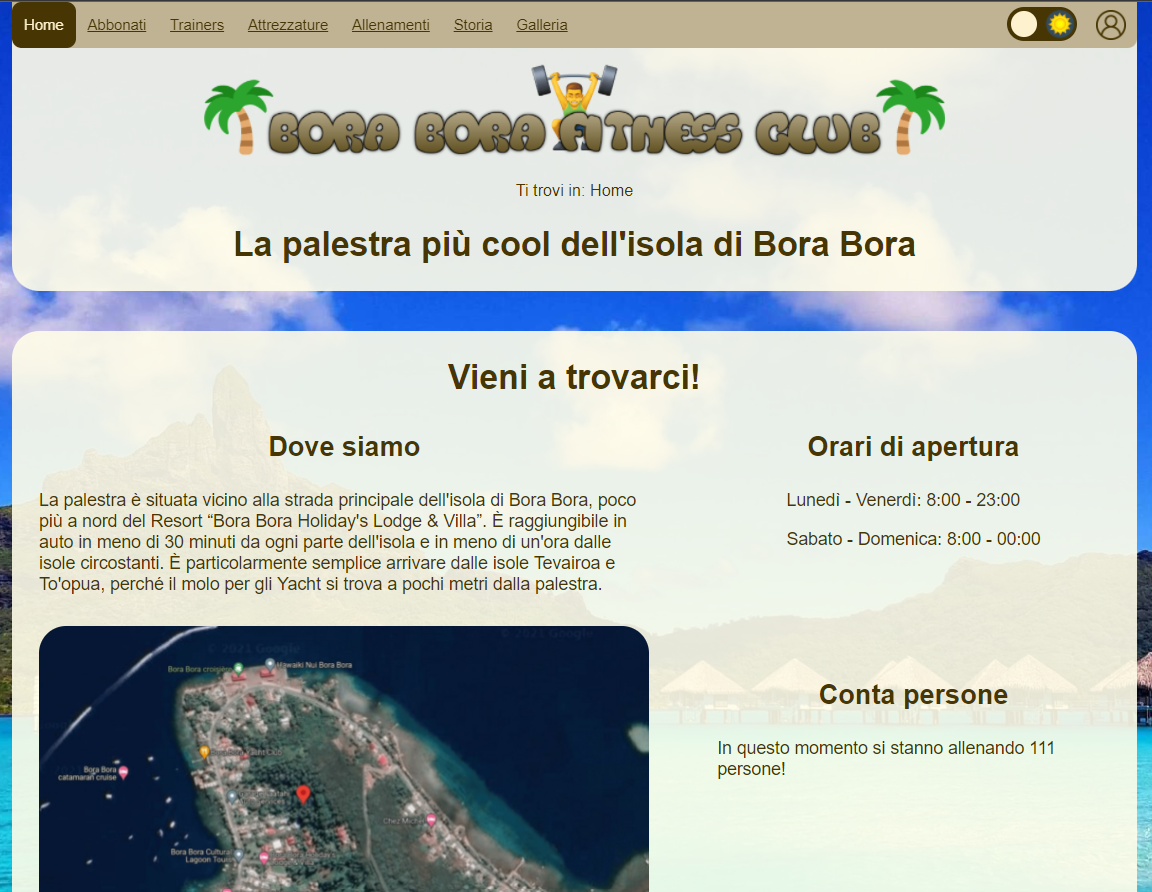 Home Abbonati Trainers Attrezzature Allenamenti Storia Galleria
BORA BORA FITNESS CLUB
Ti trovi in: Home
La palestra più cool dell'isola di Bora Bora
Vieni a trovarci!
Dove siamo
La palestra è situata vicino alla strada principale dell'isola di Bora Bora, poco
più a nord del Resort “Bora Bora Holiday's Lodge & Villa”. È raggiungibile in
auto in meno di 30 minuti da ogni parte dell'isola e in meno di un'ora dalle
isole circostanti. È particolarmente semplice arrivare dalle isole Tevairoa e
To'opua, perché il molo per gli Yacht si trova a pochi metri dalla palestra.
Orari di apertura
Lunedì - Venerdì: 8:00 - 23:00
Sabato - Domenica: 8:00 - 00:00
© 2021 Google
© 2021 Google
Bora Bora croisière
Hawaiki Nui Bora Bora
Bora Bora
catamaran cruise
Chez
Bora Bora Cultural
Lagoon Tours
Conta persone
In questo momento si stanno allenando 111
persone!